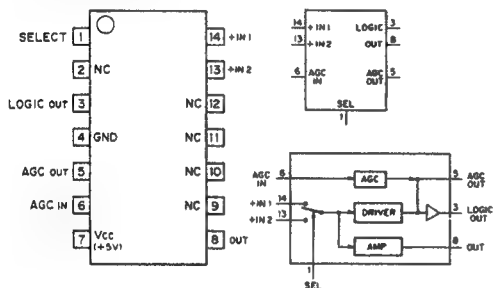 SELECT 1
14 +IN1
2 NC
13 +IN2
LOGIC OUT 3
NC 12
4 GND
NC 11
AGC OUT 5
NC 10
AGC IN 6
NC 9
7 VCC (+5V)
8 OUT
14 +IN1
LOGIC 3
13 +IN2
OUT 8
6 AGC IN
AGC OUT 5
SEL
1
AGC IN 6
AGC
5 AGC OUT
+IN1 14
+IN2 13
DRIVER
3 LOGIC OUT
AMP
8 OUT
1
SEL